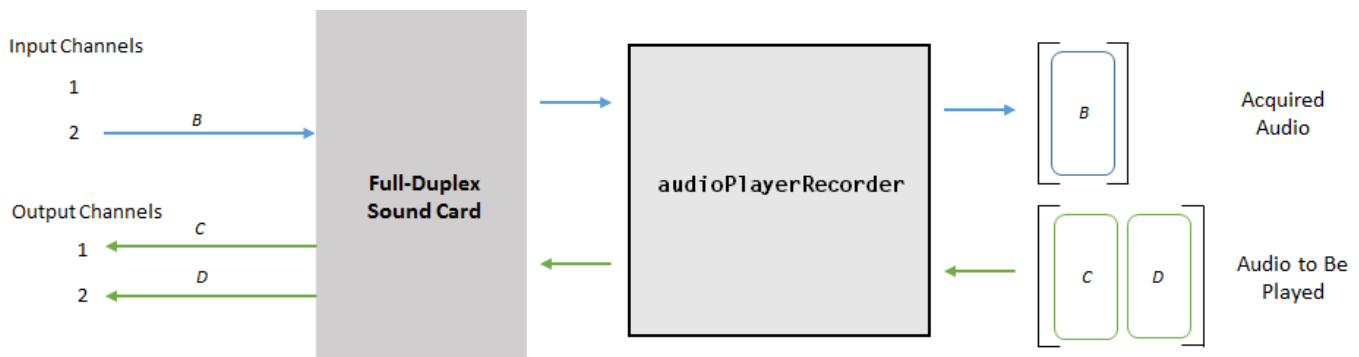 Input Channels
1
2
B
Output Channels
1
C
2
D
Full-Duplex
Sound Card
audioPlayerRecorder
B
Acquired
Audio
C
D
Audio to Be
Played